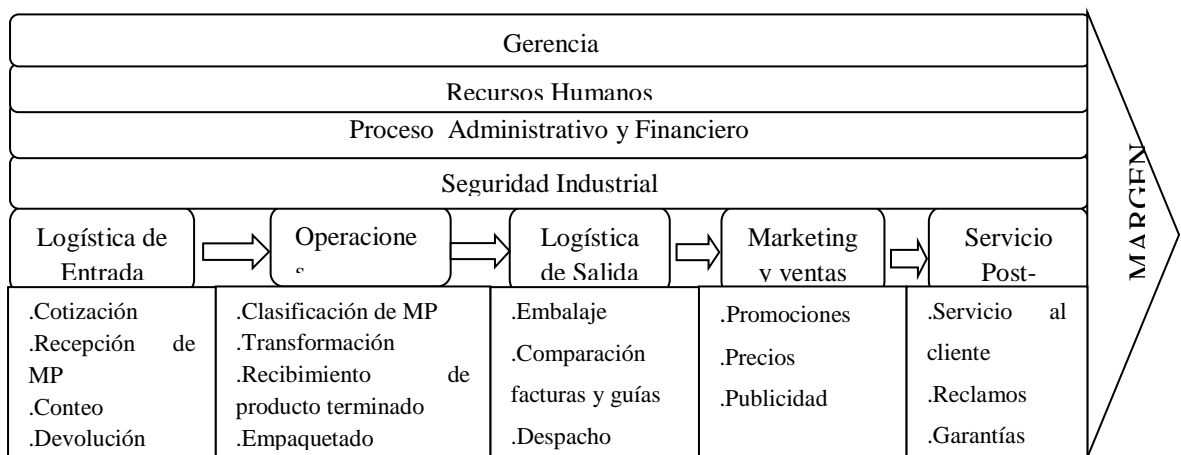 Gerencia
Recursos Humanos
Proceso Administrativo y Financiero
Seguridad Industrial
MARGEN
Logística de
Entrada
Operacione
s
Logística
de Salida
Marketing
y ventas
Servicio
Post-
.Cotización
.Recepción de
MP
.Conteo
.Devolución
.Clasificación de MP
.Transformación
.Recibimiento de
producto terminado
.Empaquetado
.Embalaje
.Comparación
facturas y guías
.Despacho
.Promociones
.Precios
.Publicidad
.Servicio al
cliente
.Reclamos
.Garantías